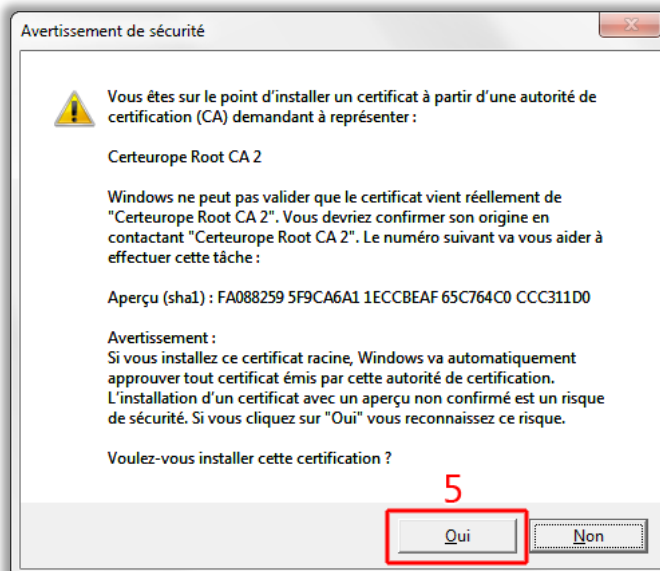 Avertissement de sécurité
Vous êtes sur le point d'installer un certificat à partir d'une autorité de
certification (CA) demandant à représenter :
Certeurope Root CA 2
Windows ne peut pas valider que le certificat vient réellement de
"Certeurope Root CA 2". Vous devriez confirmer son origine en
contactant "Certeurope Root CA 2". Le numéro suivant va vous aider à
effectuer cette tâche :
Aperçu (sha1) : FA088259 5F9CA6A1 1ECCBEAF 65C764C0 CCC311D0
Avertissement :
Si vous installez ce certificat racine, Windows va automatiquement
approuver tout certificat émis par cette autorité de certification.
L'installation d'un certificat avec un aperçu non confirmé est un risque
de sécurité. Si vous cliquez sur "Oui" vous reconnaissez ce risque.
Voulez-vous installer cette certification ?
5
Oui Non